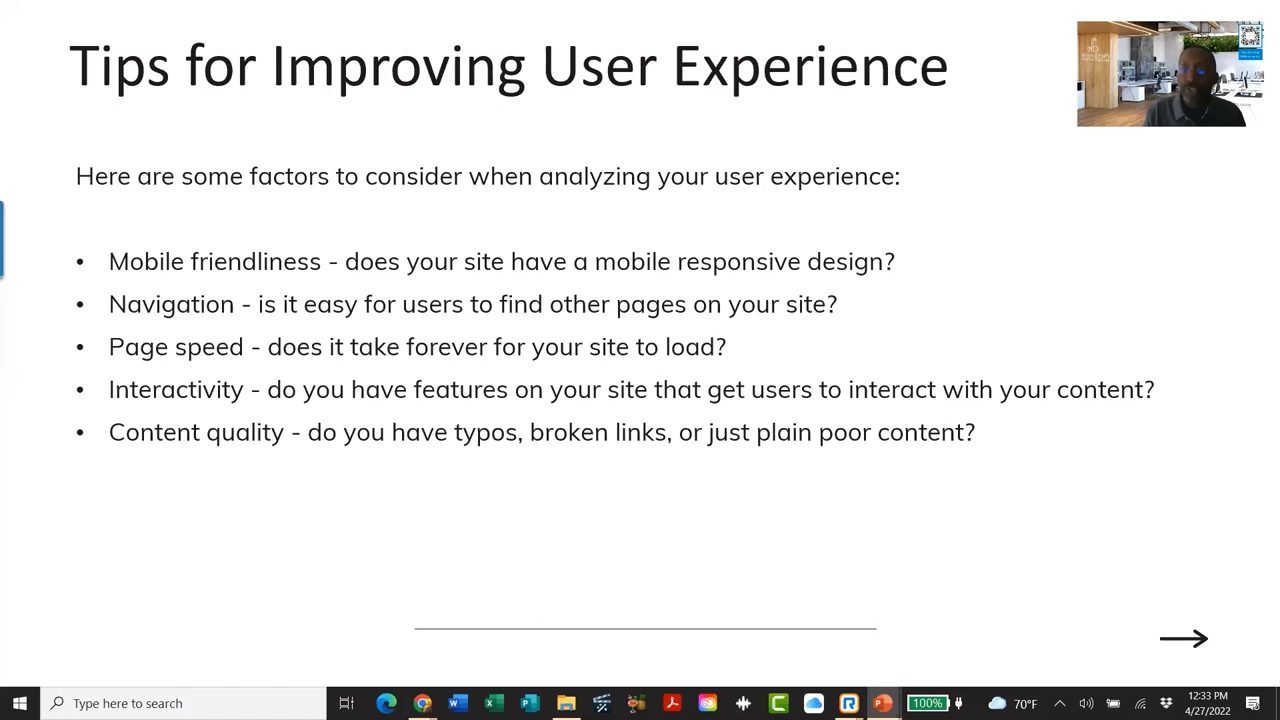 Tips for Improving User Experience
Here are some factors to consider when analyzing your user experience:
• Mobile friendliness - does your site have a mobile responsive design?
• Navigation - is it easy for users to find other pages on your site?
• Page speed - does it take forever for your site to load?
• Interactivity - do you have features on your site that get users to interact with your content?
• Content quality - do you have typos, broken links, or just plain poor content?
Type here to search
100%
70°F
12:33 PM
4/27/2022